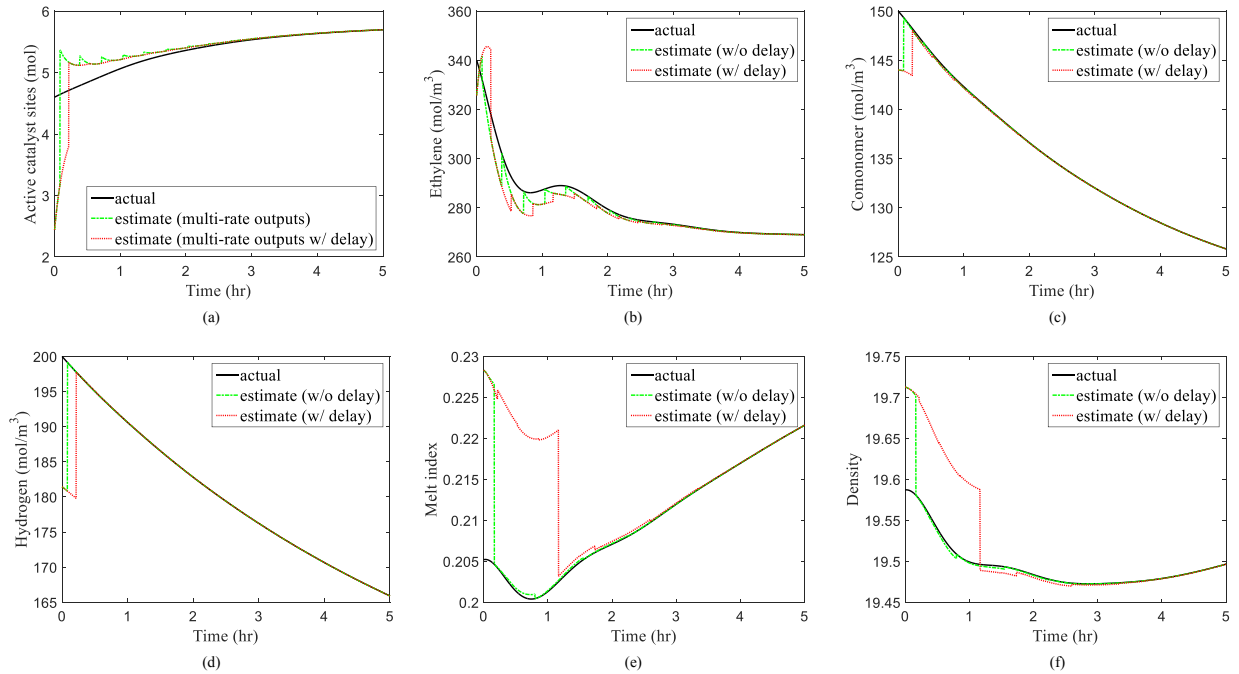 6
5
4
3
2
0 1 2 3 4 5
Active catalyst sites (mol)
actual
estimate (multi-rate outputs)
estimate (multi-rate outputs w/ delay)
Time (hr)
(a)
360
340
320
300
280
260
0 1 2 3 4 5
Ethylene (mol/m³)
actual
estimate (w/o delay)
estimate (w/ delay)
Time (hr)
(b)
150
145
140
135
130
125
0 1 2 3 4 5
Comonomer (mol/m³)
actual
estimate (w/o delay)
estimate (w/ delay)
Time (hr)
(c)
200
195
190
185
180
175
170
165
0 1 2 3 4 5
Hydrogen (mol/m³)
actual
estimate (w/o delay)
estimate (w/ delay)
Time (hr)
(d)
0.23
0.225
0.22
0.215
0.21
0.205
0.2
0 1 2 3 4 5
Melt index
actual
estimate (w/o delay)
estimate (w/ delay)
Time (hr)
(e)
19.75
19.7
19.65
19.6
19.55
19.5
19.45
0 1 2 3 4 5
Density
actual
estimate (w/o delay)
estimate (w/ delay)
Time (hr)
(f)